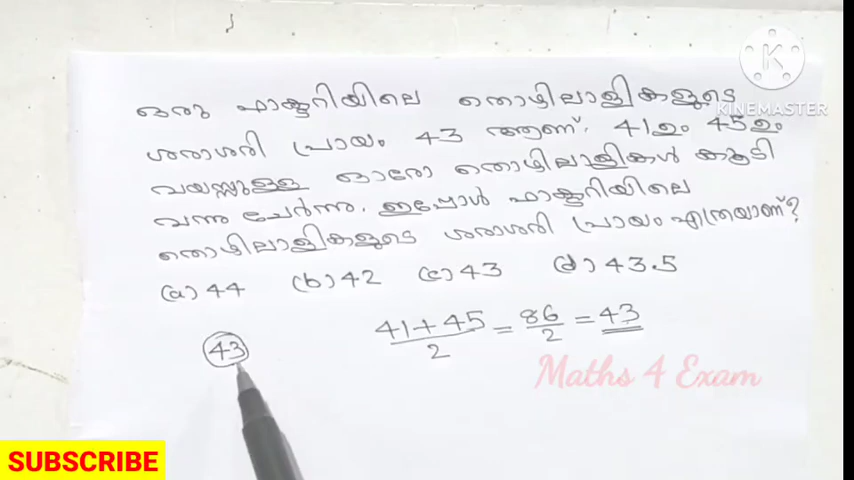 ഒരു ഫാക്ടറിയിലെ തൊഴിലാളികളുടെ
ശരാശരി പ്രായം 43 ആണ്. 41ഉം 45ഉം
വയസ്സുള്ള ഓരോ തൊഴിലാളികൾ കൂടി
വന്നു ചേർന്നു. ഇപ്പോൾ ഫാക്ടറിയിലെ
തൊഴിലാളികളുടെ ശരാശരി പ്രായം എത്രയാണ്?
(a) 44 (b) 42 (c) 43 (d) 43.5
41+45/2 = 86/2 = 43
43
K
KINEMASTER
Maths 4 Exam
SUBSCRIBE